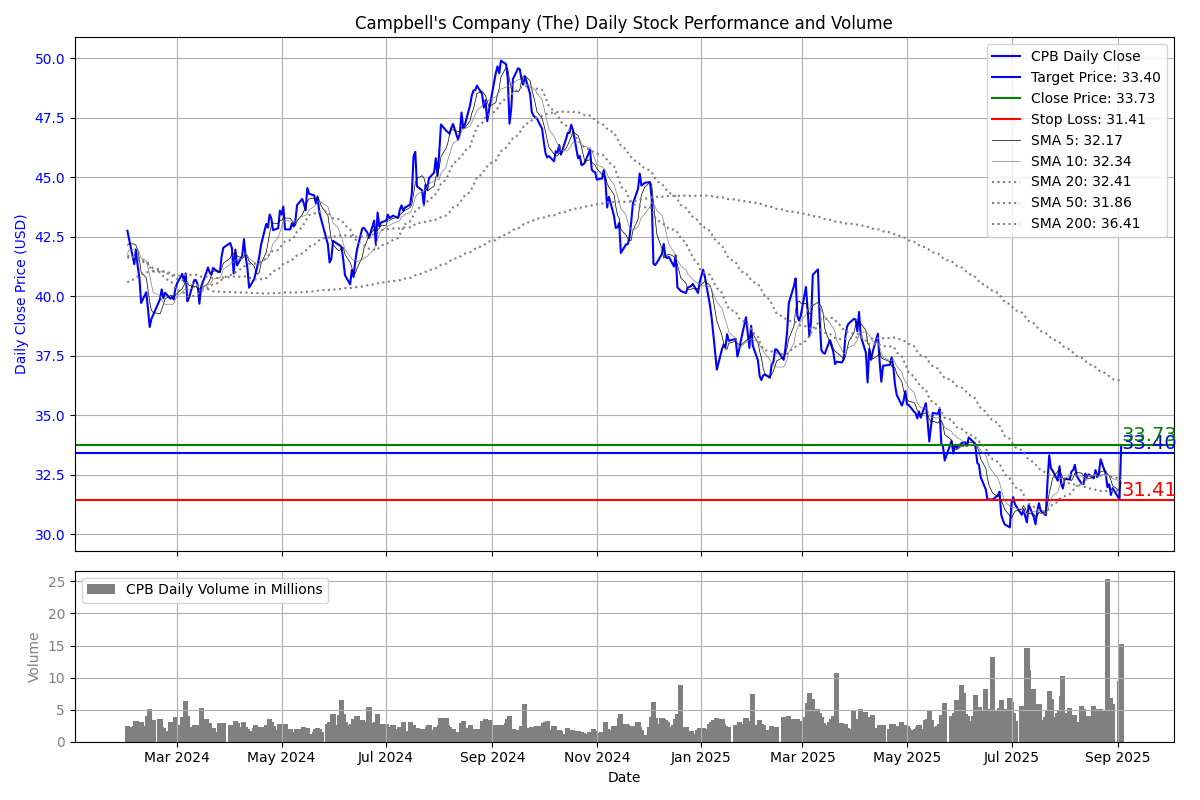 Campbell's Company (The) Daily Stock Performance and Volume
50.0
47.5
45.0
42.5
40.0
37.5
35.0
32.5
30.0
Daily Close Price (USD)
CPB Daily Close
Target Price: 33.40
Close Price: 33.73
Stop Loss: 31.41
SMA 5: 32.17
SMA 10: 32.34
SMA 20: 32.41
SMA 50: 31.86
SMA 200: 36.41
33.73
33.40
31.41
25
20
15
10
5
0
Volume
CPB Daily Volume in Millions
Mar 2024 May 2024 Jul 2024 Sep 2024 Nov 2024 Jan 2025 Mar 2025 May 2025 Jul 2025 Sep 2025
Date